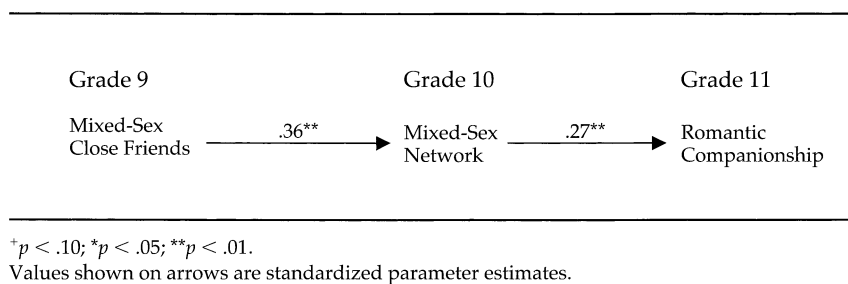 Grade 9 Grade 10 Grade 11
Mixed-Sex
Close Friends
.36**
Mixed-Sex
Network
.27**
Romantic
Companionship
+p < .10; *p < .05; **p < .01.
Values shown on arrows are standardized parameter estimates.